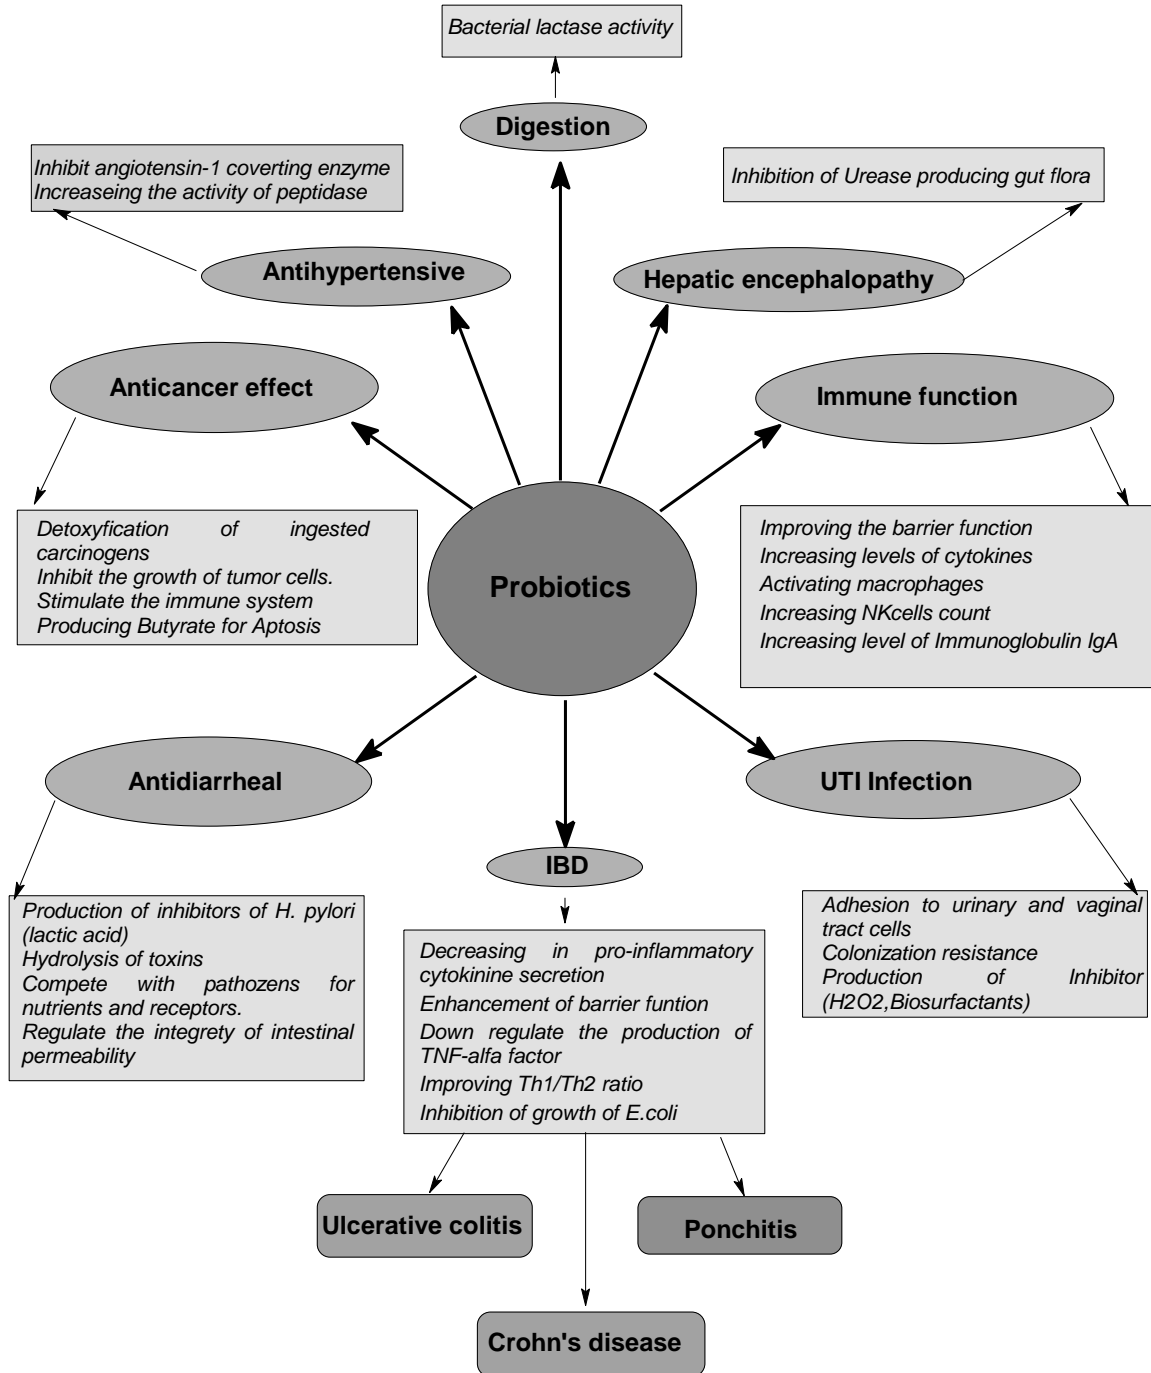 Bacterial lactase activity
Digestion
Inhibit angiotensin-1 coverting enzyme
Increaseing the activity of peptidase
Inhibition of Urease producing gut flora
Antihypertensive
Hepatic encephalopathy
Anticancer effect
Immune function
Detoxyfication of ingested
carcinogens
Inhibit the growth of tumor cells.
Stimulate the immune system
Producing Butyrate for Aptosis
Probiotics
Improving the barrier function
Increasing levels of cytokines
Activating macrophages
Increasing NKcells count
Increasing level of Immunoglobulin IgA
Antidiarrheal
UTI Infection
IBD
Production of inhibitors of H. pylori
(lactic acid)
Hydrolysis of toxins
Compete with pathozens for
nutrients and receptors.
Regulate the integrety of intestinal
permeability
Decreasing in pro-inflammatory
cytokinine secretion
Enhancement of barrier funtion
Down regulate the production of
TNF-alfa factor
Improving Th1/Th2 ratio
Inhibition of growth of E.coli
Adhesion to urinary and vaginal
tract cells
Colonization resistance
Production of Inhibitor
(H2O2,Biosurfactants)
Ulcerative colitis
Ponchitis
Crohn's disease